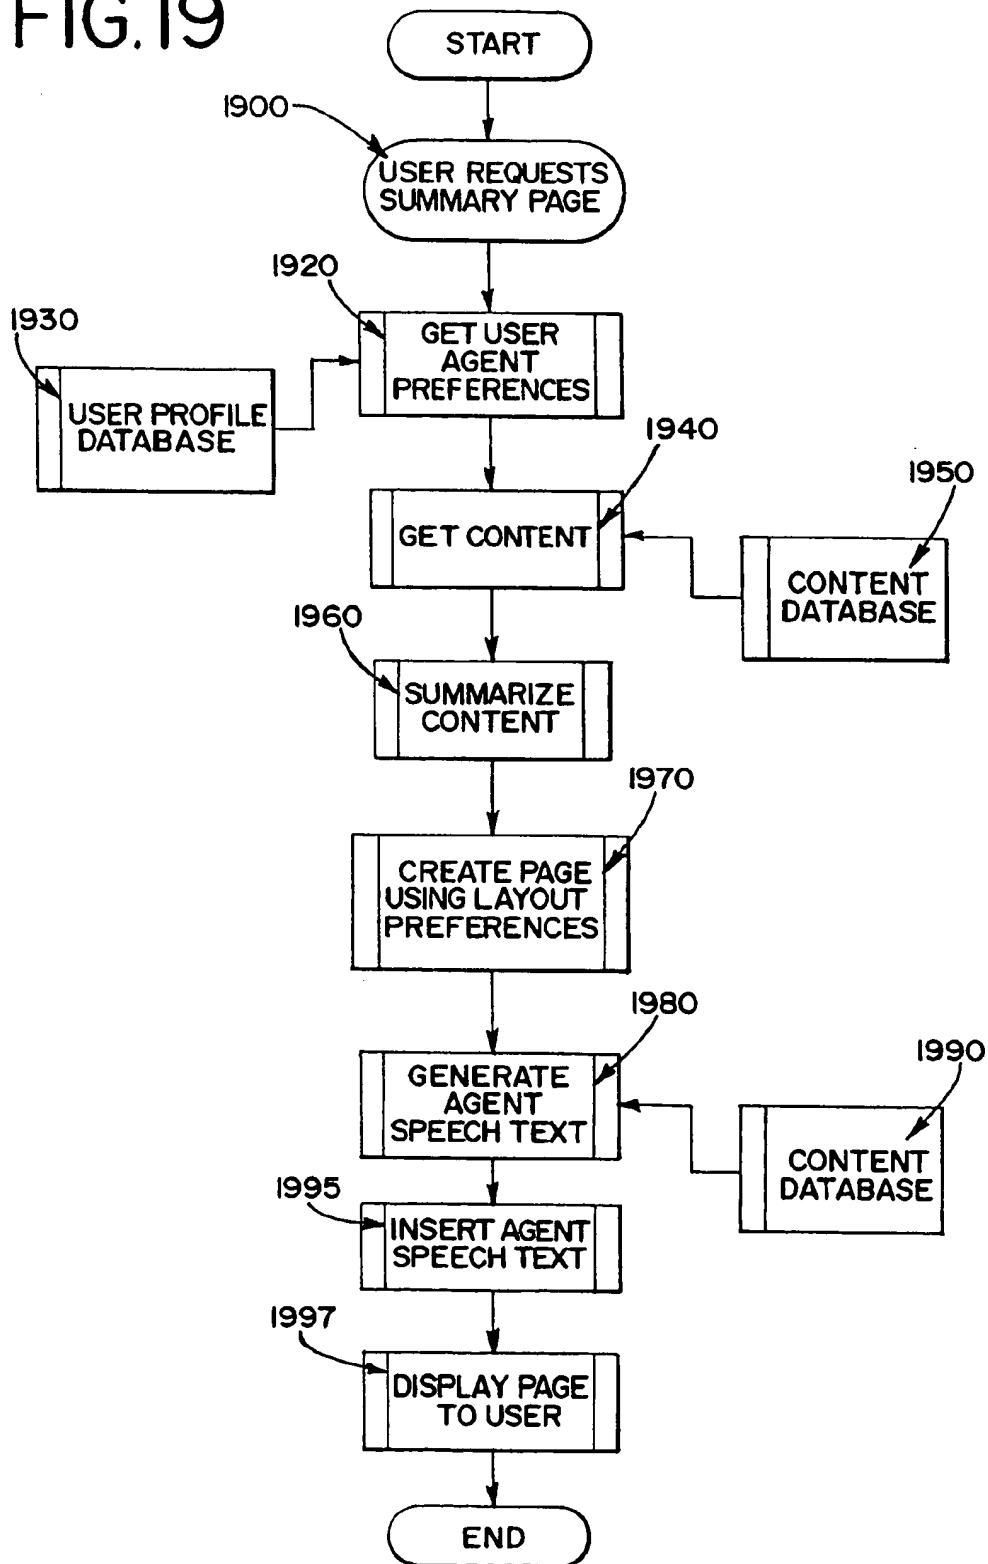 FIG. 19
START
1900
USER REQUESTS
SUMMARY PAGE
1920
GET USER
AGENT
PREFERENCES
1930
USER PROFILE
DATABASE
1940
GET CONTENT
1950
CONTENT
DATABASE
1960
SUMMARIZE
CONTENT
1970
CREATE PAGE
USING LAYOUT
PREFERENCES
1980
GENERATE
AGENT
SPEECH TEXT
1990
CONTENT
DATABASE
1995
INSERT AGENT
SPEECH TEXT
1997
DISPLAY PAGE
TO USER
END